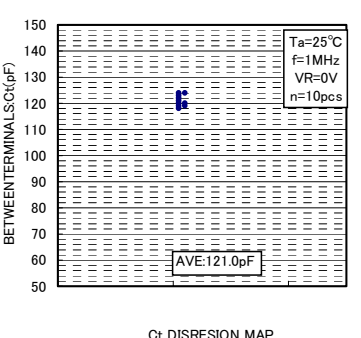 150
140
130
120
110
100
90
80
70
60
50
BETWEENTERMINALS:Ct(pF)
Ta=25°C
f=1MHz
VR=0V
n=10pcs
AVE:121.0pF
Ct DISRESION MAP